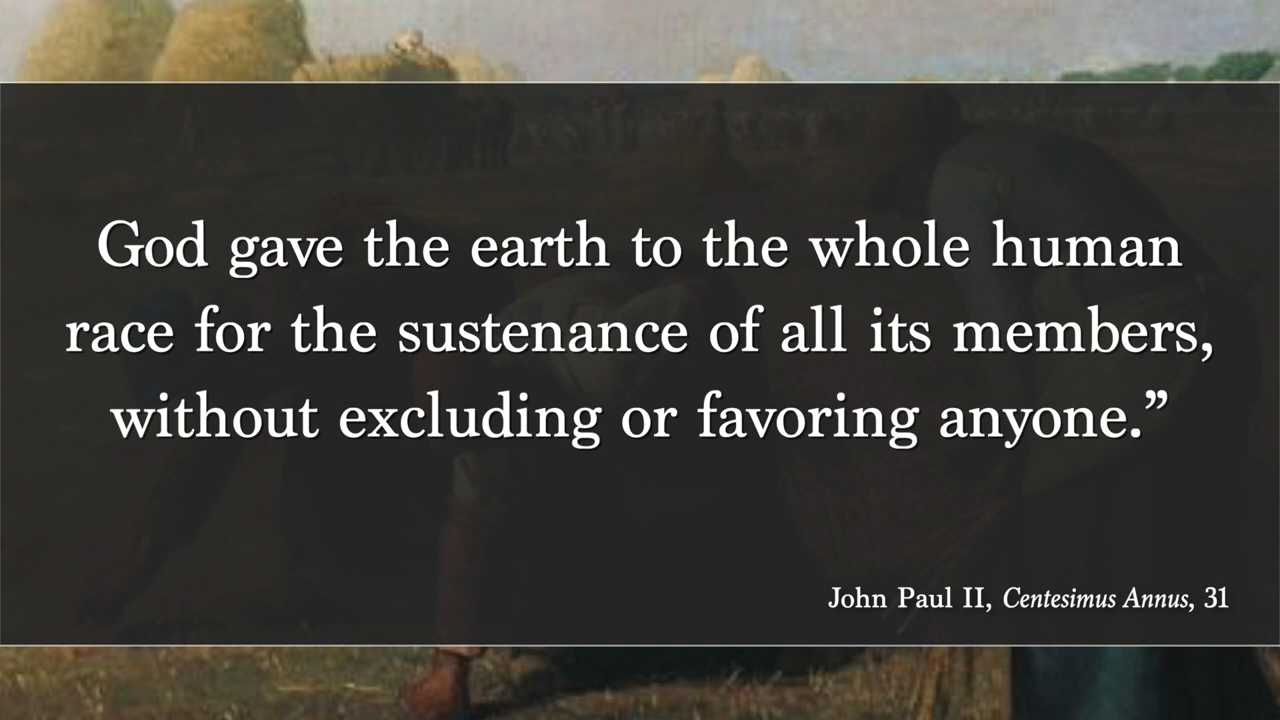 God gave the earth to the whole human
race for the sustenance of all its members,
without excluding or favoring anyone.”
John Paul II, Centesimus Annus, 31